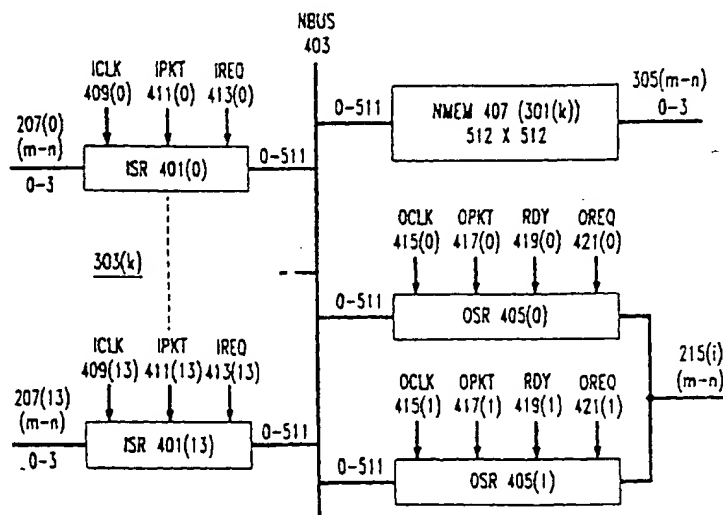 NBUS
403
ICLK IPKT IREQ
409(0) 411(0) 413(0)
207(0)
(m-n)
0-3
ISR 401(0)
0-511
0-511
NMEM 407 (301(k))
512 X 512
305(m-n)
0-3
303(k)
OCLK OPKT RDY OREQ
415(0) 417(0) 419(0) 421(0)
0-511
OSR 405(0)
215(i)
(m-n)
ICLK IPKT IREQ
409(13) 411(13) 413(13)
207(13)
(m-n)
0-3
ISR 401(13)
0-511
OCLK OPKT RDY OREQ
415(1) 417(1) 419(1) 421(1)
0-511
OSR 405(1)